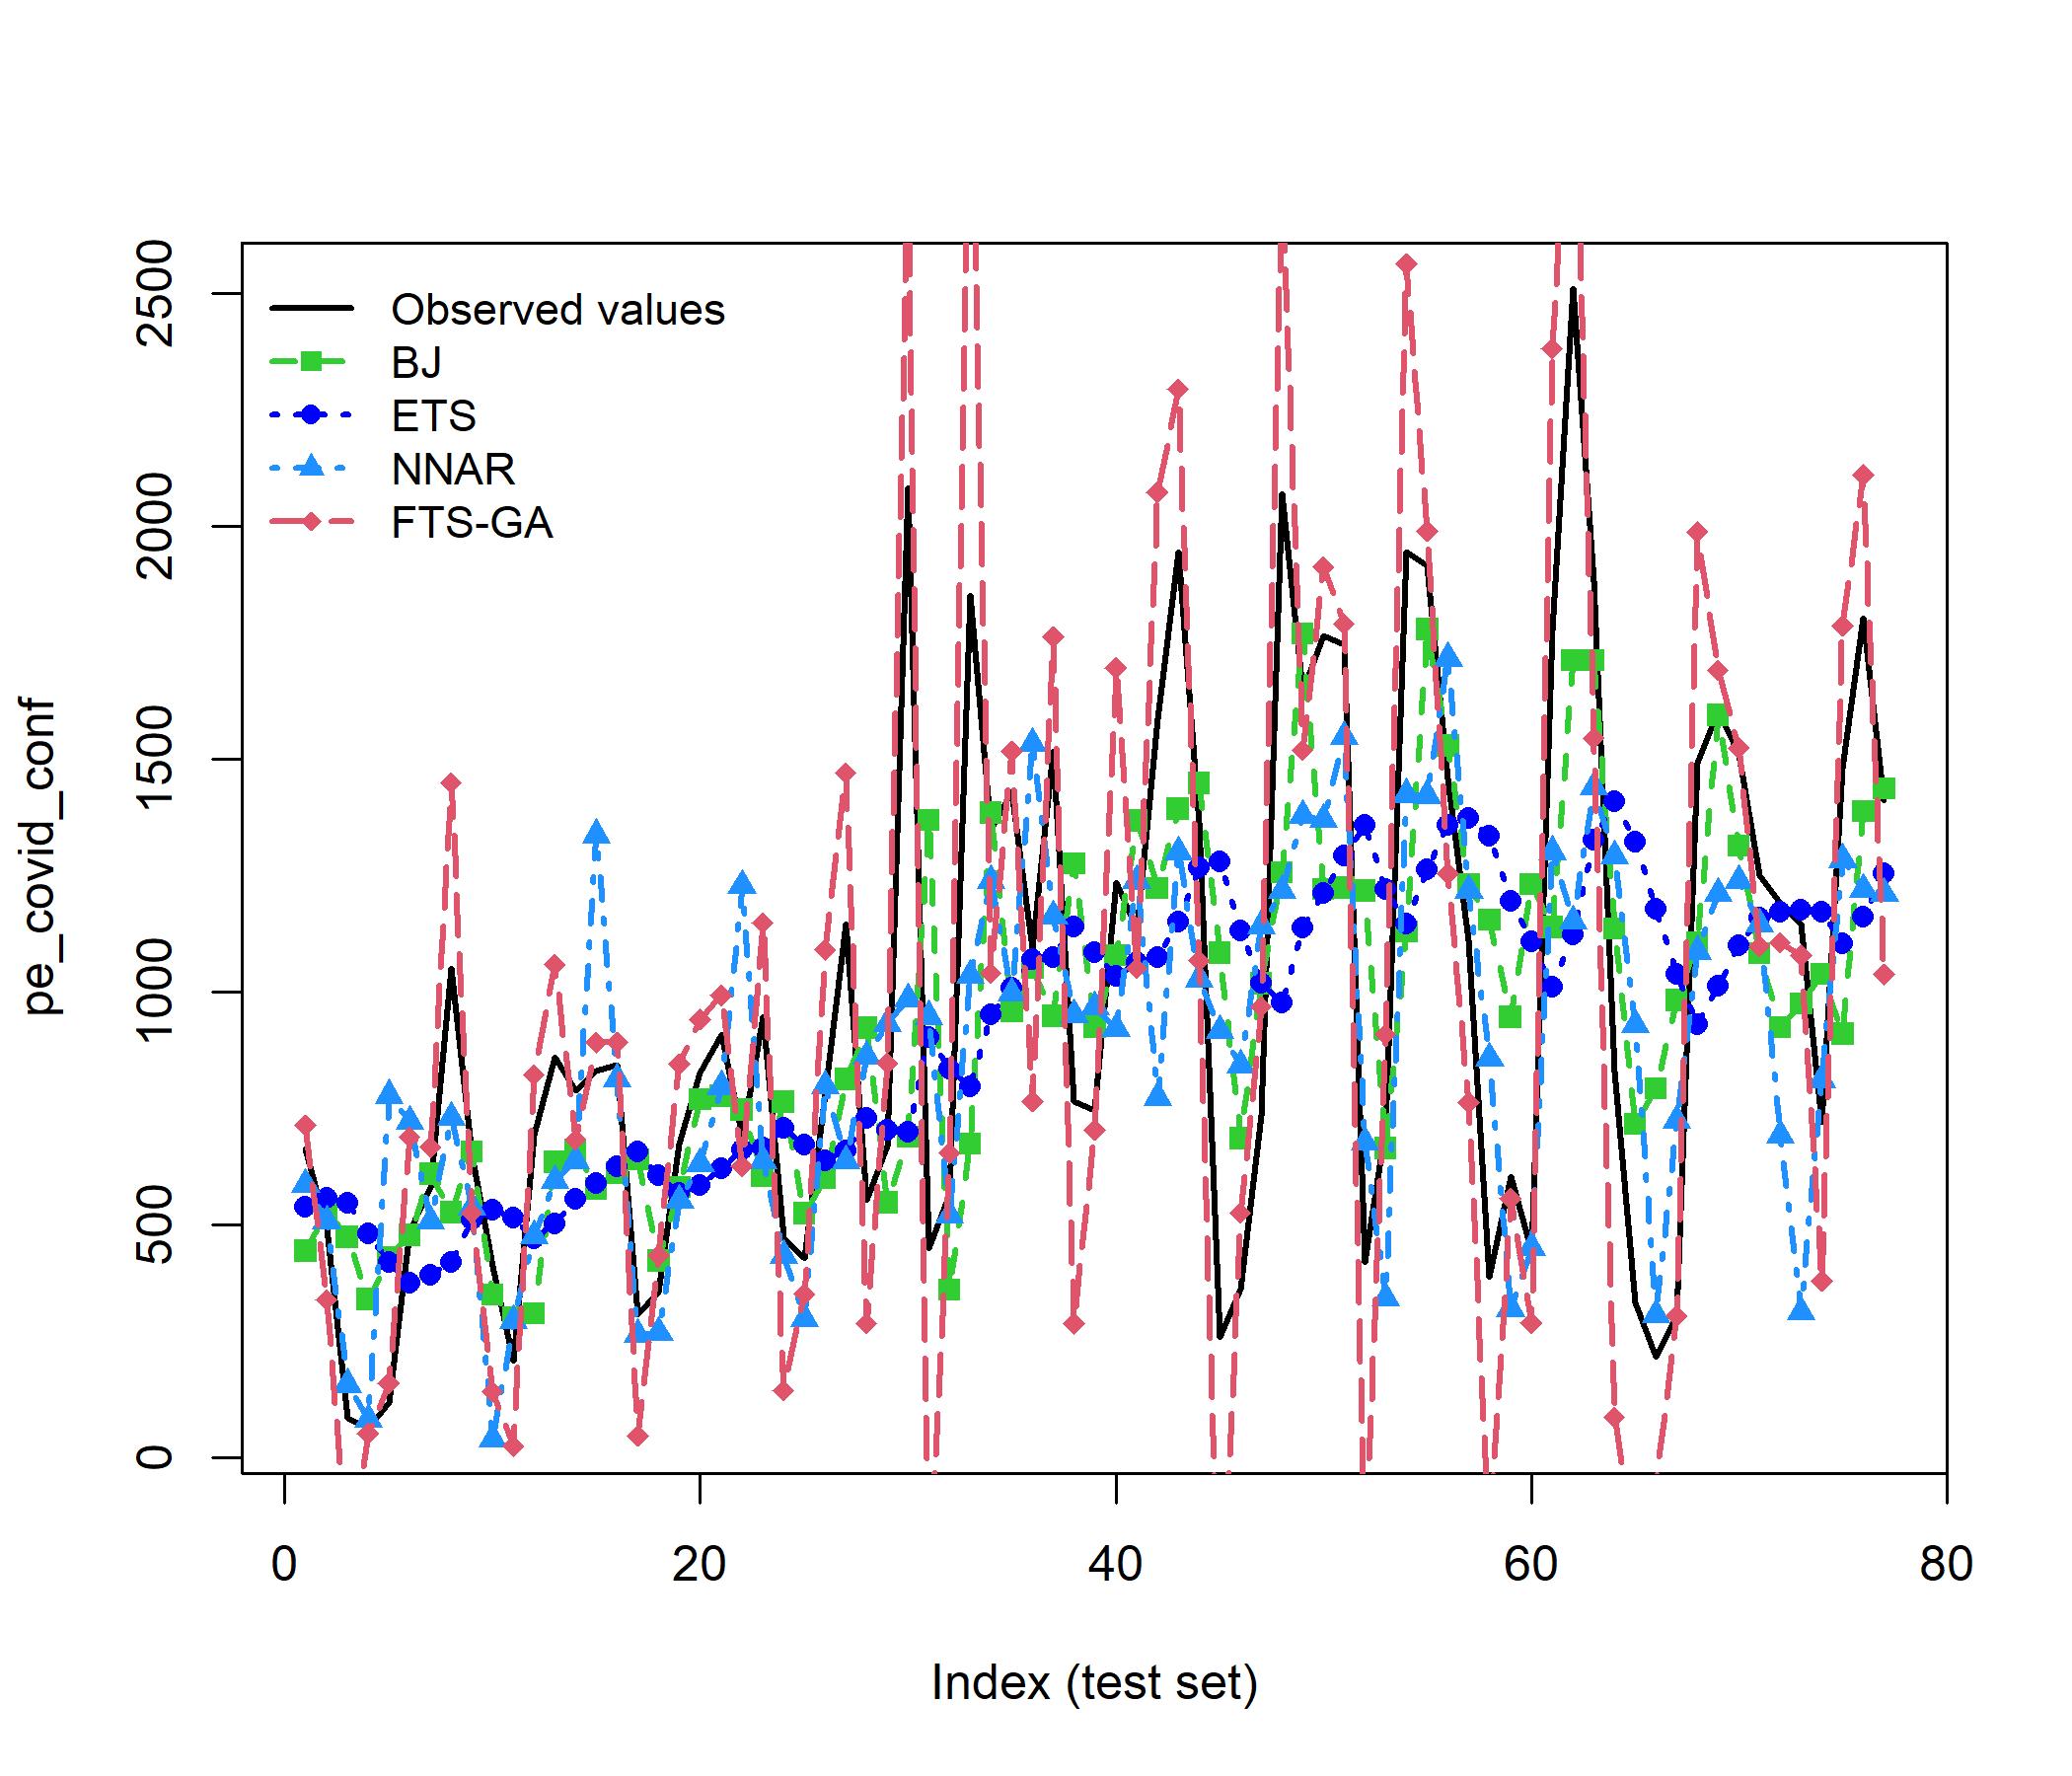 2500
2000
1500
1000
500
0
pe_covid_conf
Observed values
BJ
ETS
NNAR
FTS-GA
0 20 40 60 80
Index (test set)